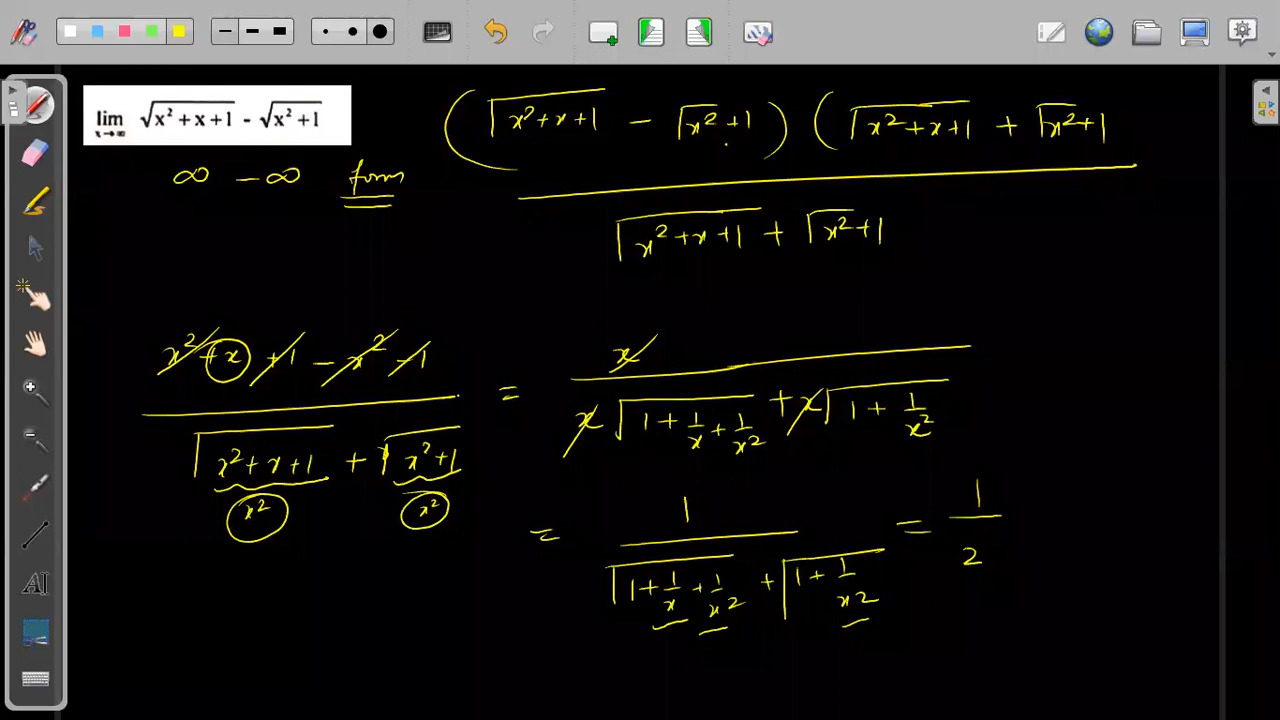 lim x→∞ √(x² + x + 1) - √(x² + 1)
∞ - ∞ form
(√(x² + x + 1) - √(x² + 1)) (√(x² + x + 1) + √(x² + 1))
√(x² + x + 1) + √(x² + 1)
x² + x + 1 - x² - 1
√(x² + x + 1) + √(x² + 1)
x² x²
= x
x √(1 + 1/x + 1/x²) + x √(1 + 1/x²)
= 1 / (√(1 + 1/x + 1/x²) + √(1 + 1/x²)) = 1/2
AI